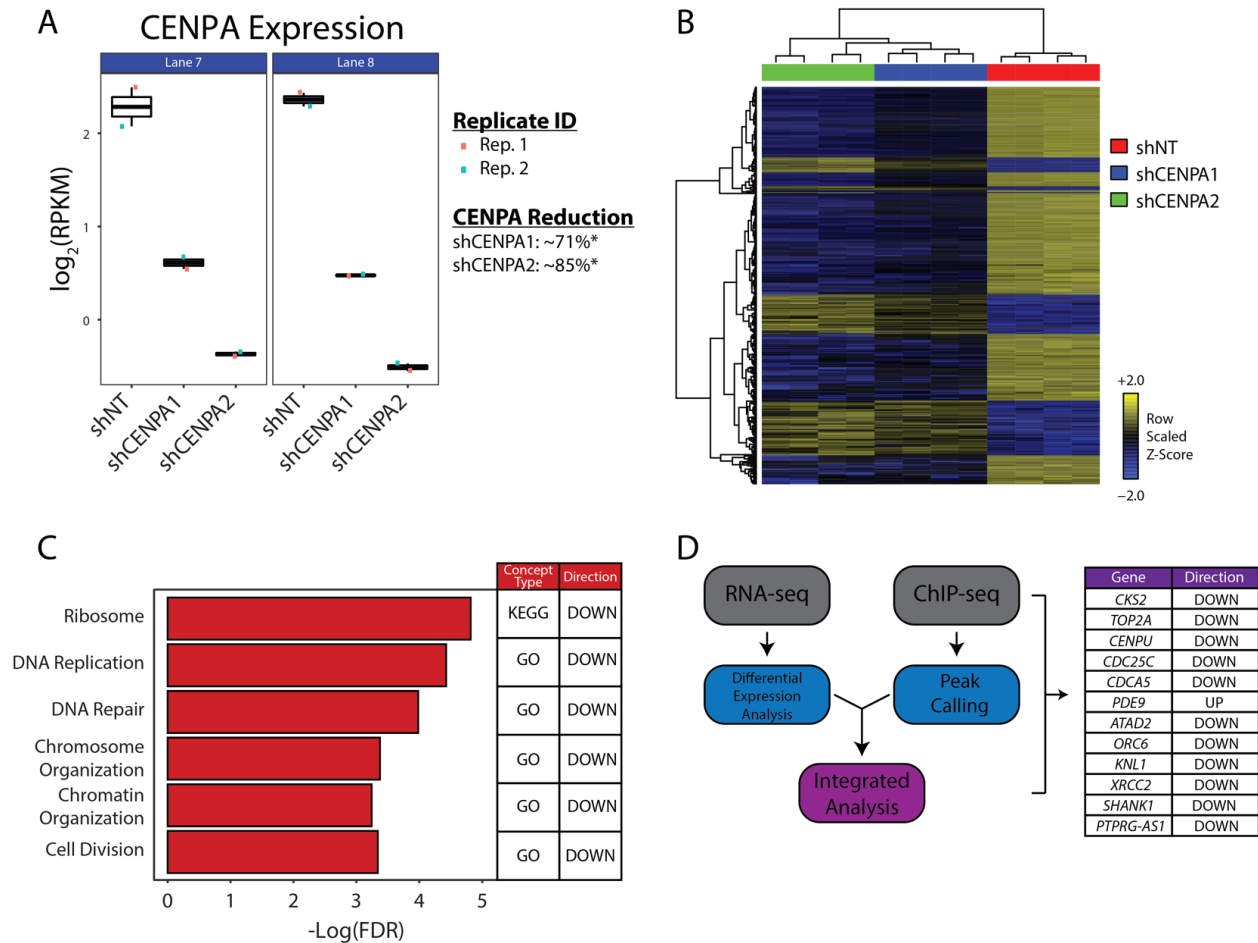 A
CENPA Expression
Lane 7
Lane 8
log2(RPKM)
2
1
0
shNT
shCENPA1
shCENPA2
shNT
shCENPA1
shCENPA2
Replicate ID
Rep. 1
Rep. 2
CENPA Reduction
shCENPA1: ~71%*
shCENPA2: ~85%*
B
shNT
shCENPA1
shCENPA2
+2.0
Row
Scaled
Z-Score
−2.0
C
Concept
Type
Direction
Ribosome
KEGG
DOWN
DNA Replication
GO
DOWN
DNA Repair
GO
DOWN
Chromosome
Organization
GO
DOWN
Chromatin
Organization
GO
DOWN
Cell Division
GO
DOWN
0
1
2
3
4
5
-Log(FDR)
D
RNA-seq
ChIP-seq
Differential
Expression
Analysis
Peak
Calling
Integrated
Analysis
Gene Direction
CKS2 DOWN
TOP2A DOWN
CENPU DOWN
CDC25C DOWN
CDCA5 DOWN
PDE9 UP
ATAD2 DOWN
ORC6 DOWN
KNL1 DOWN
XRCC2 DOWN
SHANK1 DOWN
PTPRG-AS1 DOWN